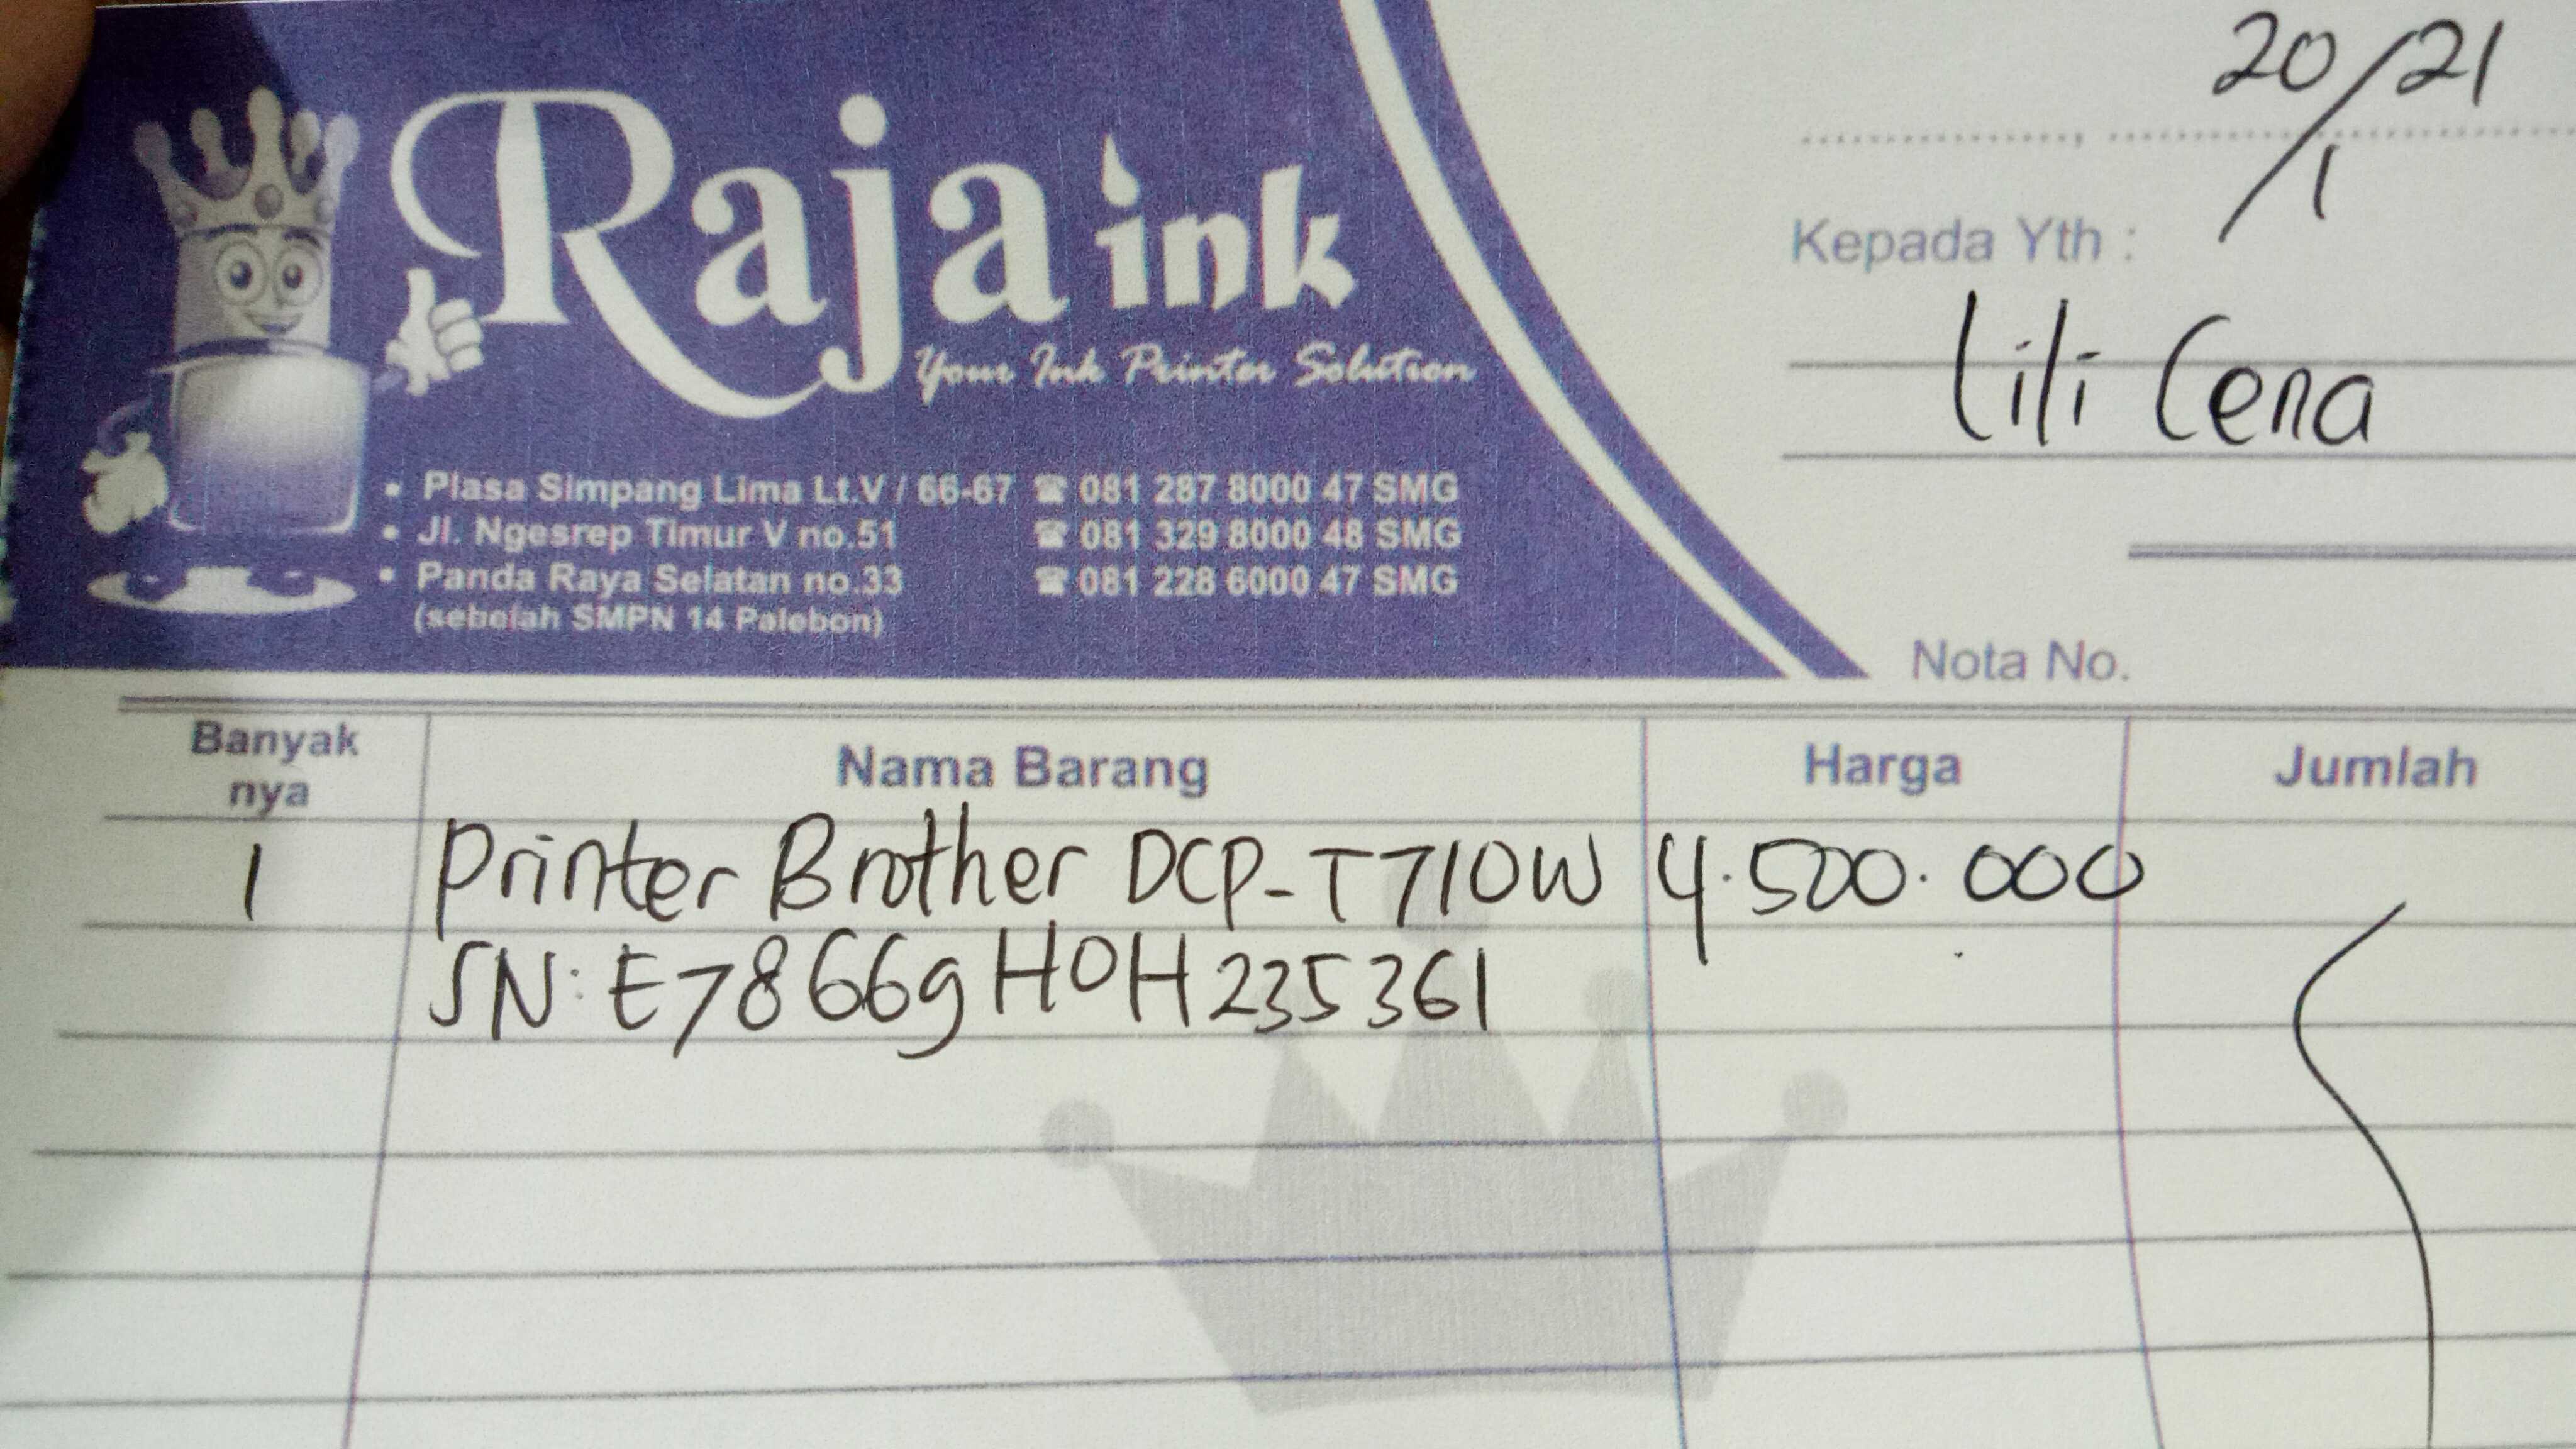 Raja ink
Your Ink Printer Solution
• Plasa Simpang Lima Lt.V / 66-67 ☎ 081 287 8000 47 SMG
• Jl. Ngesrep Timur V no.51 ☎ 081 329 8000 48 SMG
• Panda Raya Selatan no.33 ☎ 081 228 6000 47 SMG
(sebelah SMPN 14 Palebon)
20/1 21
Kepada Yth :
Lili Cena
Nota No.
Banyak nya Nama Barang Harga Jumlah
1 Printer Brother DCP-T710W 4.500.000
SN: E78669H0H235361